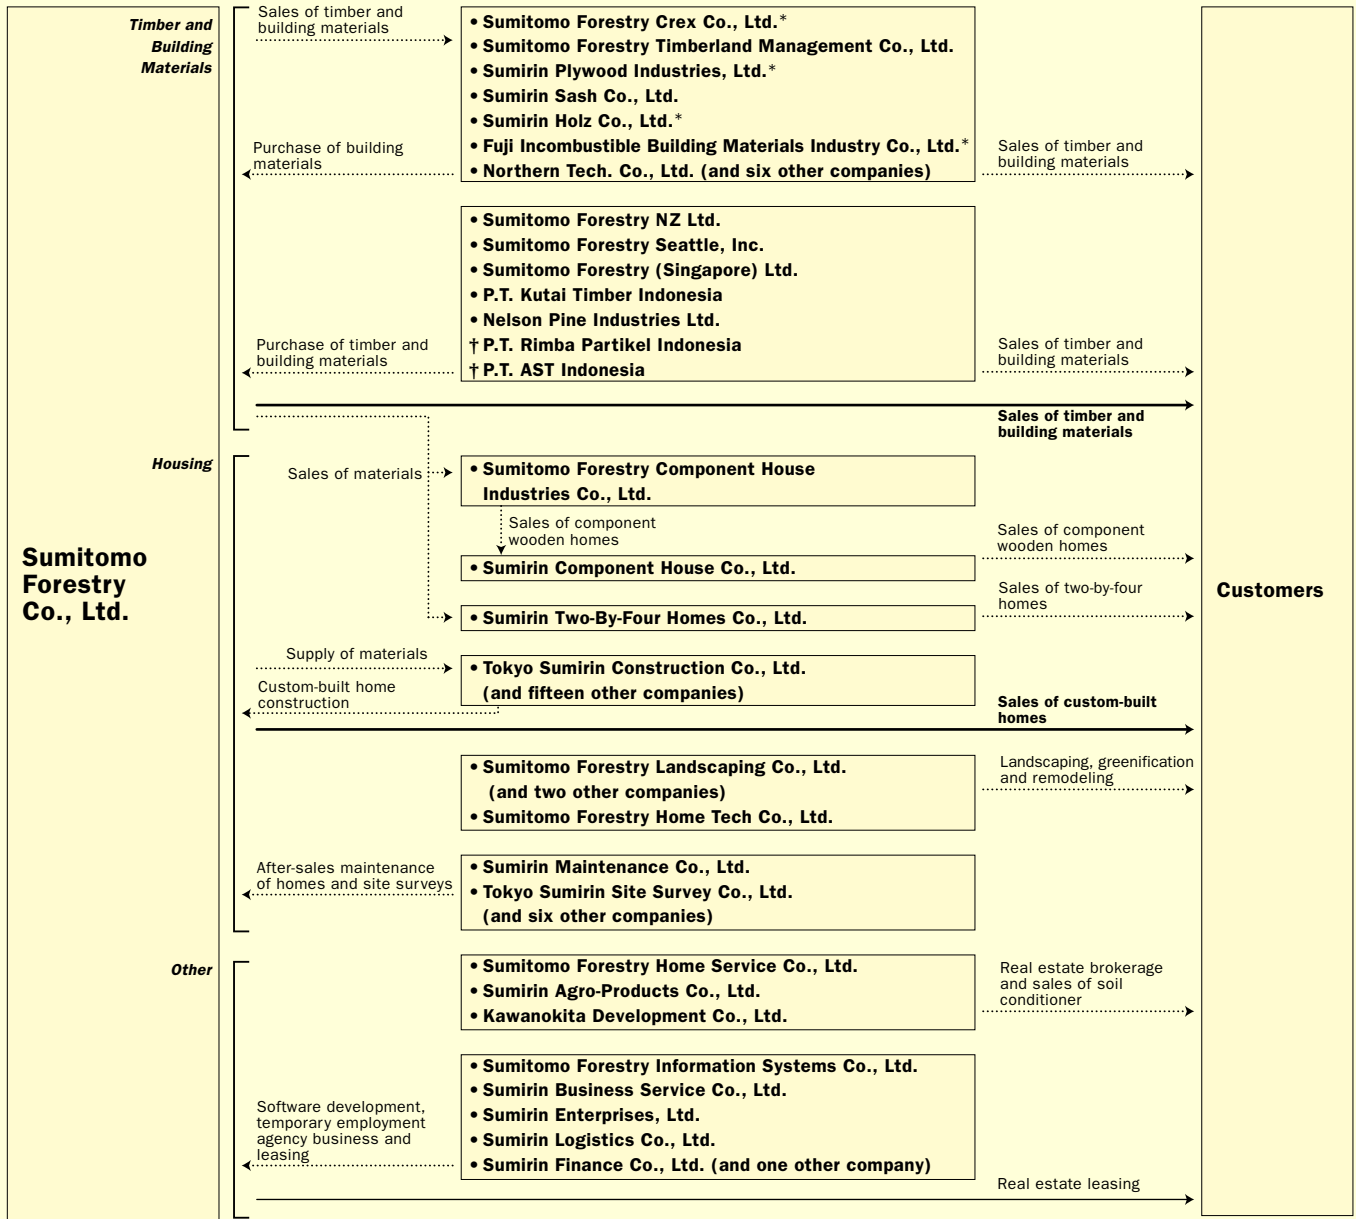 Timber and
Building
Materials
Sales of timber and
building materials
• Sumitomo Forestry Crex Co., Ltd.*
• Sumitomo Forestry Timberland Management Co., Ltd.
• Sumirin Plywood Industries, Ltd.*
• Sumirin Sash Co., Ltd.
• Sumirin Holz Co., Ltd.*
• Fuji Incombustible Building Materials Industry Co., Ltd.*
• Northern Tech. Co., Ltd. (and six other companies)
Purchase of building
materials
Sales of timber and
building materials
• Sumitomo Forestry NZ Ltd.
• Sumitomo Forestry Seattle, Inc.
• Sumitomo Forestry (Singapore) Ltd.
• P.T. Kutai Timber Indonesia
• Nelson Pine Industries Ltd.
† P.T. Rimba Partikel Indonesia
† P.T. AST Indonesia
Purchase of timber and
building materials
Sales of timber and
building materials
Sales of timber and
building materials
Housing
Sales of materials
• Sumitomo Forestry Component House
Industries Co., Ltd.
Sales of component
wooden homes
• Sumirin Component House Co., Ltd.
Sales of component
wooden homes
Sumitomo
Forestry
Co., Ltd.
Customers
• Sumirin Two-By-Four Homes Co., Ltd.
Sales of two-by-four
homes
Supply of materials
• Tokyo Sumirin Construction Co., Ltd.
(and fifteen other companies)
Custom-built home
construction
Sales of custom-built
homes
• Sumitomo Forestry Landscaping Co., Ltd.
(and two other companies)
• Sumitomo Forestry Home Tech Co., Ltd.
Landscaping, greenification
and remodeling
After-sales maintenance
of homes and site surveys
• Sumirin Maintenance Co., Ltd.
• Tokyo Sumirin Site Survey Co., Ltd.
(and six other companies)
Other
• Sumitomo Forestry Home Service Co., Ltd.
• Sumirin Agro-Products Co., Ltd.
• Kawanokita Development Co., Ltd.
Real estate brokerage
and sales of soil
conditioner
• Sumitomo Forestry Information Systems Co., Ltd.
• Sumirin Business Service Co., Ltd.
• Sumirin Enterprises, Ltd.
• Sumirin Logistics Co., Ltd.
• Sumirin Finance Co., Ltd. (and one other company)
Software development,
temporary employment
agency business and
leasing
Real estate leasing